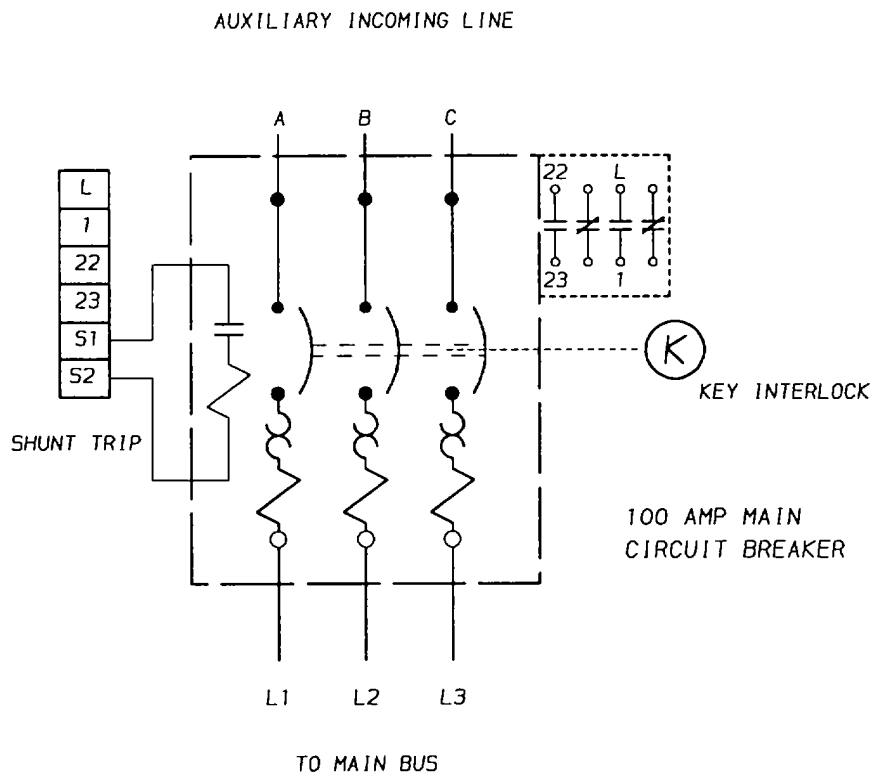 AUXILIARY INCOMING LINE
A B C
L
1
22
23
S1
S2
22 L
23 1
K
KEY INTERLOCK
SHUNT TRIP
100 AMP MAIN
CIRCUIT BREAKER
L1 L2 L3
TO MAIN BUS